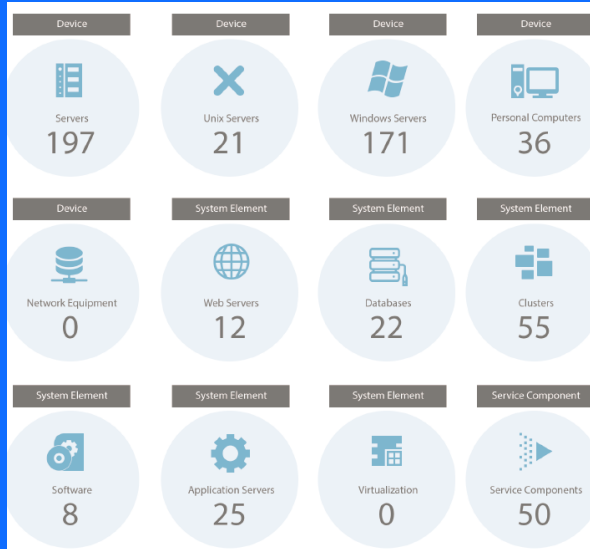 Device
Device
Device
Device
Servers
Unix Servers
Windows Servers
Personal Computers
197
21
171
36
Device
System Element
System Element
System Element
Network Equipment
Web Servers
Databases
Clusters
0
12
22
55
System Element
System Element
System Element
Service Component
Software
Application Servers
Virtualization
Service Components
8
25
0
50